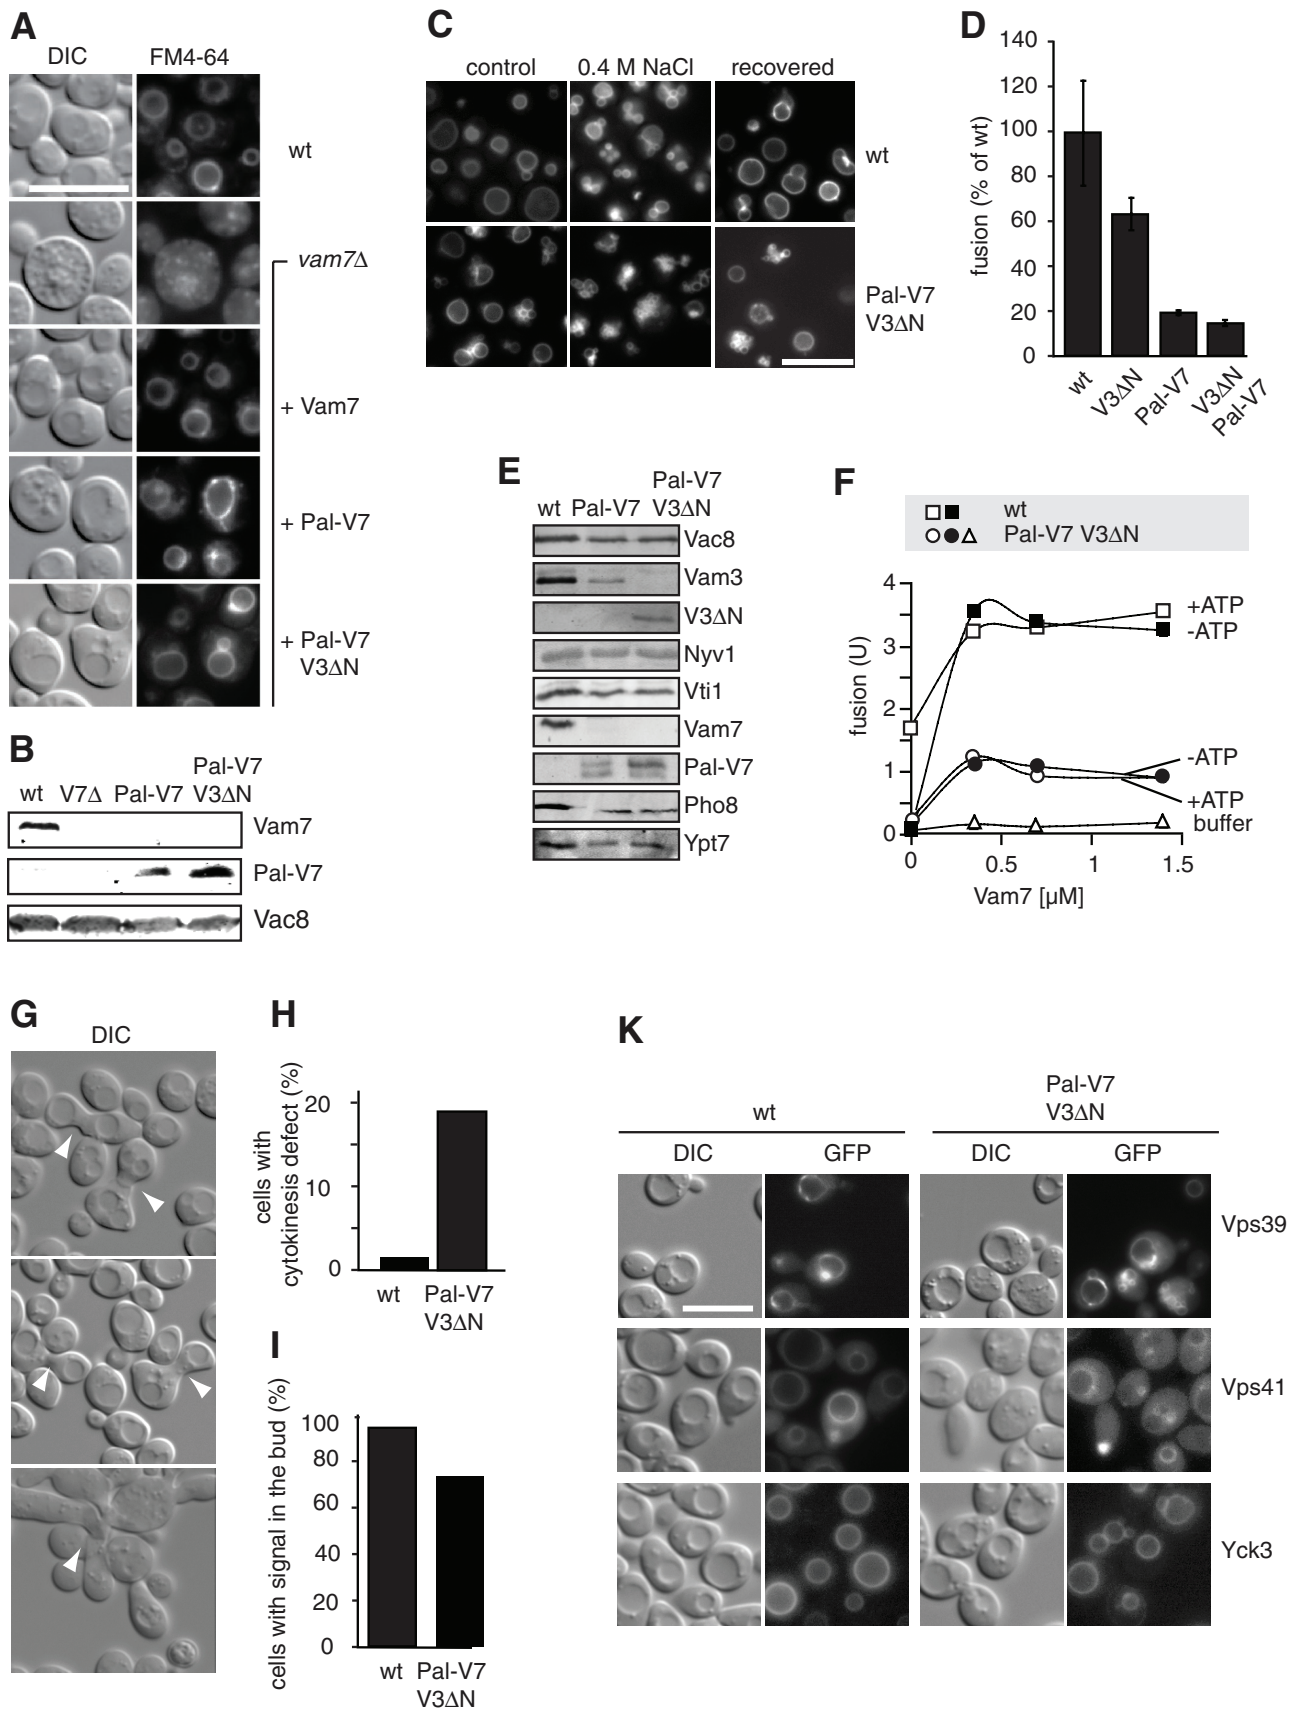 A
DIC FM4-64
wt
vam7Δ
+ Vam7
+ Pal-V7
+ Pal-V7
V3ΔN
B
Pal-V7
wt V7Δ Pal-V7 V3ΔN
Vam7
Pal-V7
Vac8
C
control 0.4 M NaCl recovered
wt
Pal-V7
V3ΔN
D
fusion (% of wt)
140
120
100
80
60
40
20
0
wt
V3ΔN
Pal-V7
V3ΔN
Pal-V7
E
Pal-V7
wt Pal-V7 V3ΔN
Vac8
Vam3
V3ΔN
Nyv1
Vti1
Vam7
Pal-V7
Pho8
Ypt7
F
wt
Pal-V7 V3ΔN
fusion (U)
4
3
2
1
0
+ATP
-ATP
-ATP
+ATP
buffer
0 0.5 1 1.5
Vam7 [µM]
G
DIC
H
cells with
cytokinesis defect (%)
20
10
0
wt Pal-V7
V3ΔN
I
cells with signal in the bud (%)
100
80
60
40
20
0
wt Pal-V7
V3ΔN
K
wt
Pal-V7
V3ΔN
DIC GFP DIC GFP
Vps39
Vps41
Yck3